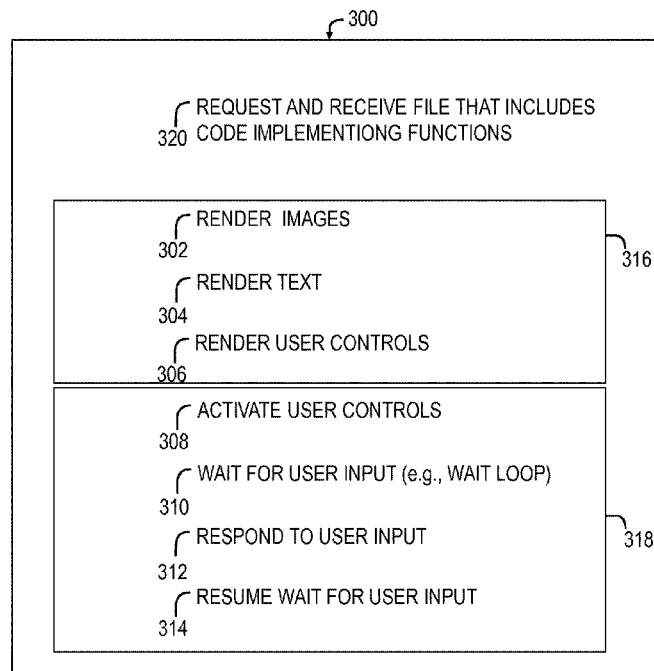 300
REQUEST AND RECEIVE FILE THAT INCLUDES
320 CODE IMPLEMENTIONG FUNCTIONS
RENDER IMAGES
302
316
RENDER TEXT
304
RENDER USER CONTROLS
306
ACTIVATE USER CONTROLS
308
WAIT FOR USER INPUT (e.g., WAIT LOOP)
310
RESPOND TO USER INPUT
318
312
RESUME WAIT FOR USER INPUT
314